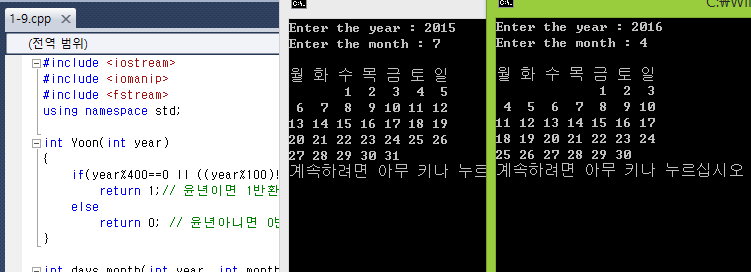 1-9.cpp
(전역 범위)
#include <iostream>
#include <iomanip>
#include <fstream>
using namespace std;
int Yoon(int year)
{
if(year%400==0 || ((year%100)!
return 1;// 윤년이면 1반환
else
return 0; // 윤년아니면 0
}
int days_month(int year, int month
C:\
Enter the year : 2015
Enter the month : 7
월 화 수 목 금 토 일
1 2 3 4 5
6 7 8 9 10 11 12
13 14 15 16 17 18 19
20 21 22 23 24 25 26
27 28 29 30 31
계속하려면 아무 키나 누르
C:\
C:₩Wi
Enter the year : 2016
Enter the month : 4
월 화 수 목 금 토 일
1 2 3
4 5 6 7 8 9 10
11 12 13 14 15 16 17
18 19 20 21 22 23 24
25 26 27 28 29 30
계속하려면 아무 키나 누르십시오